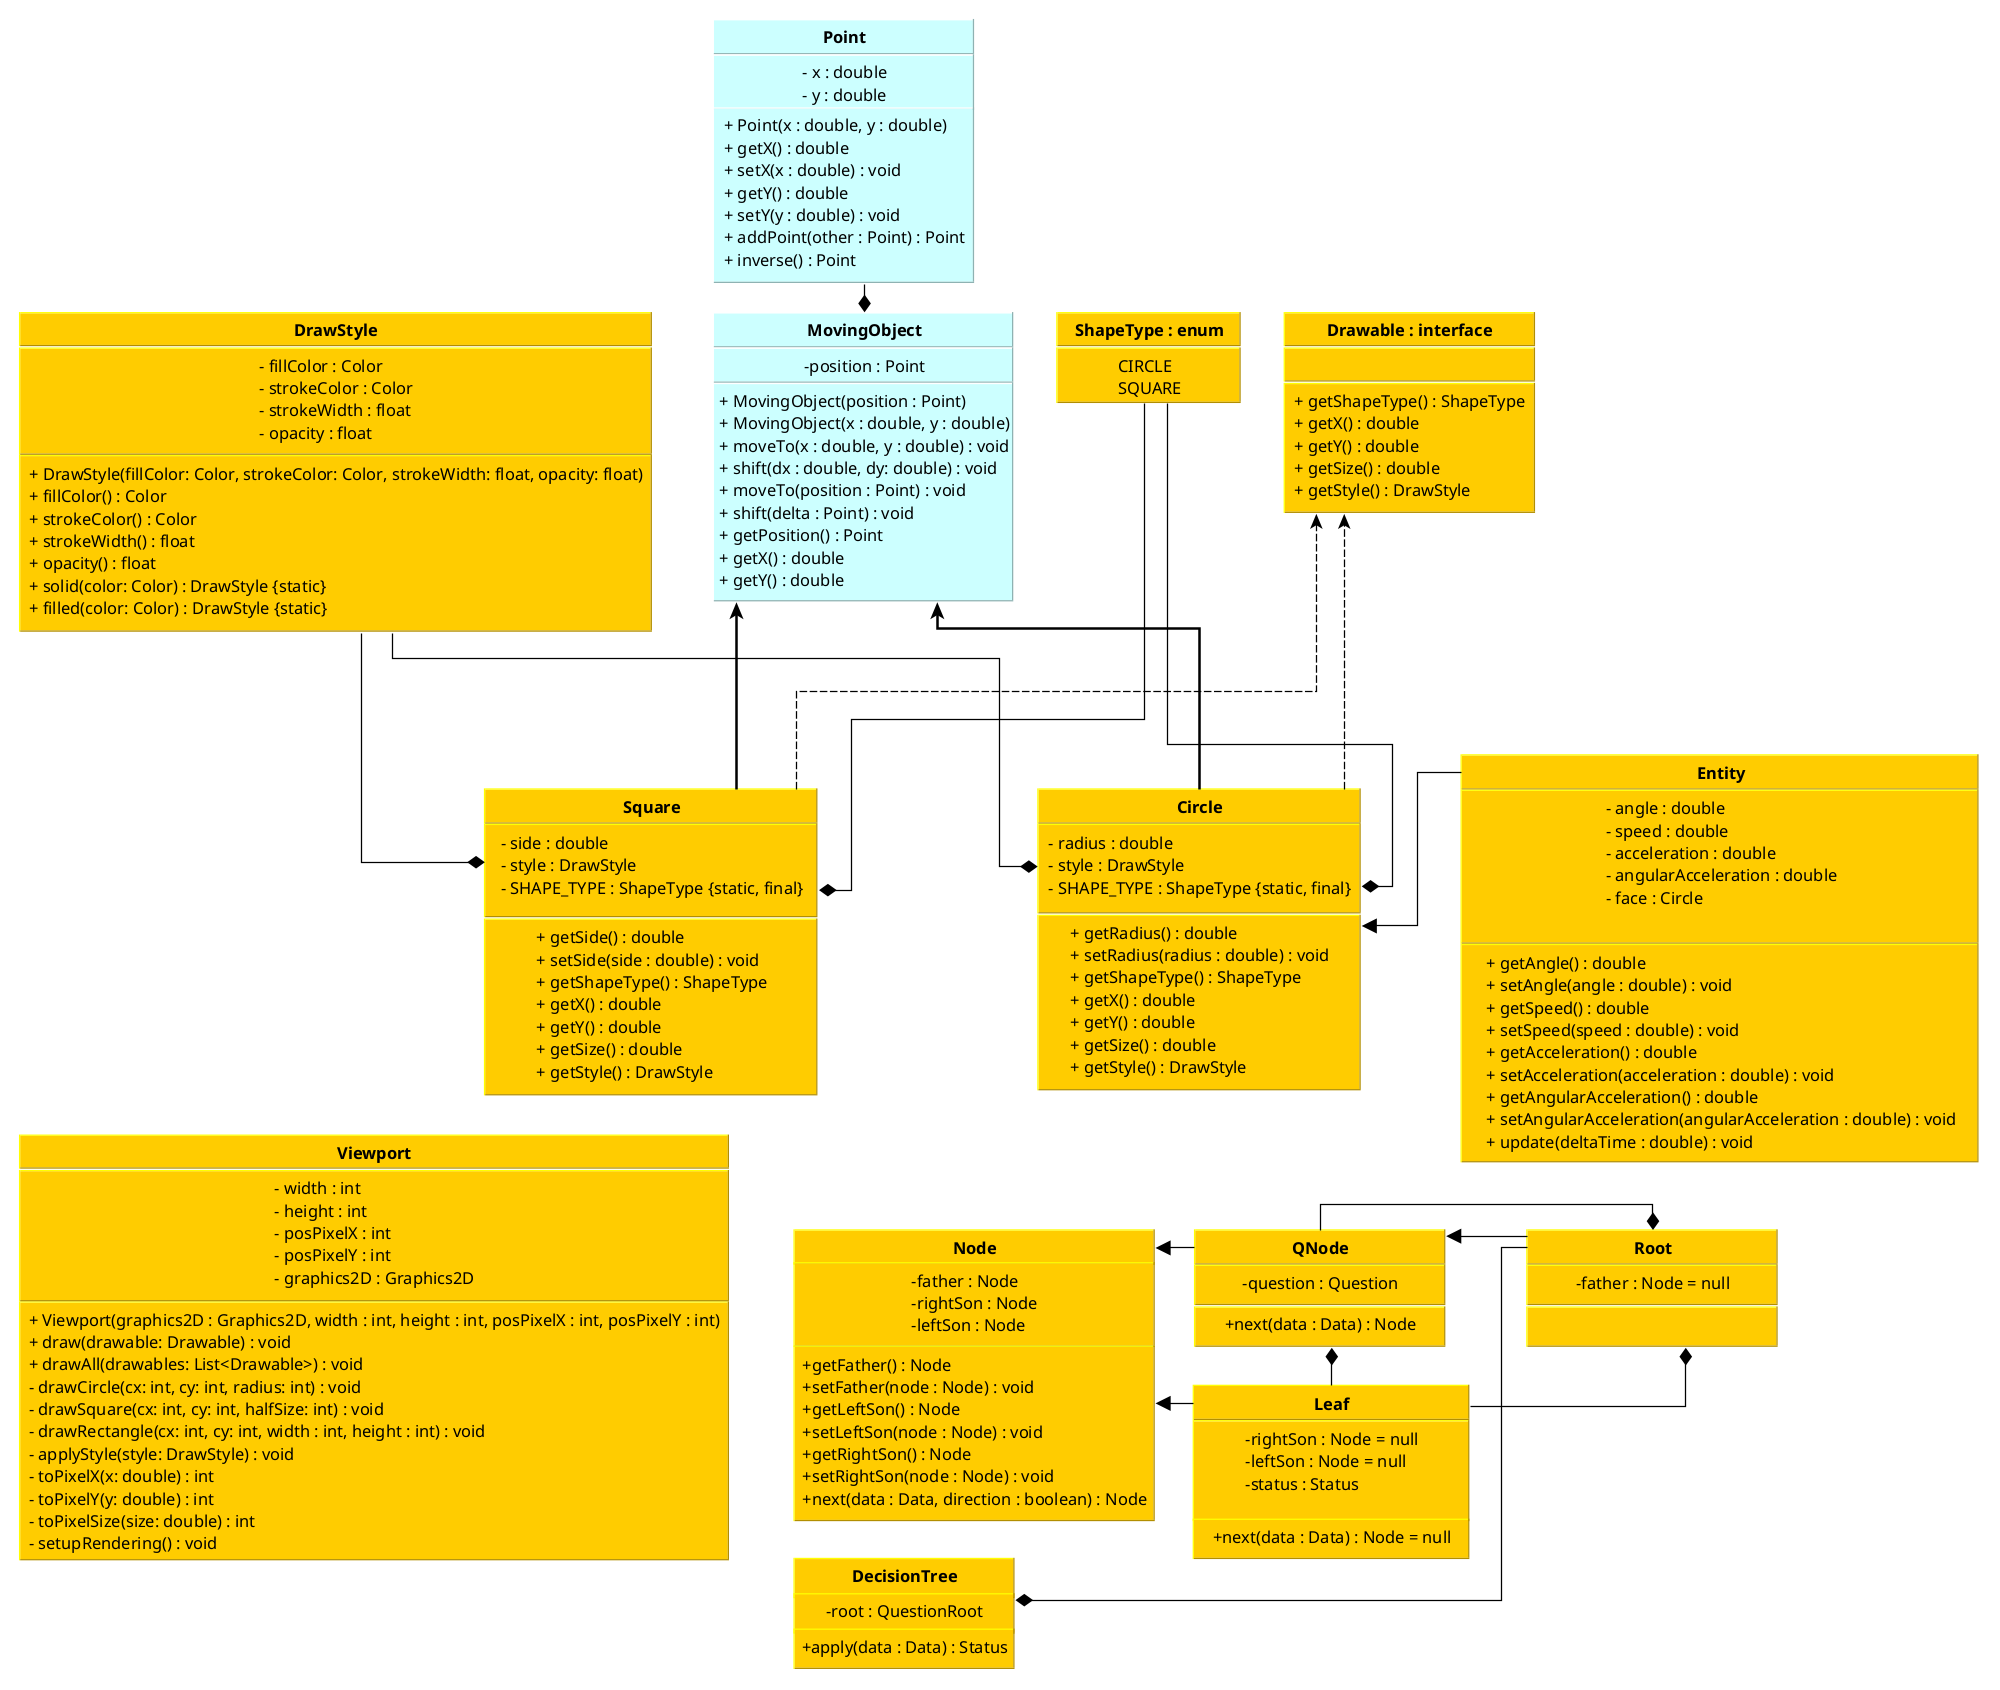 Point
- x : double
- y : double
+ Point(x : double, y : double)
+ getX() : double
+ setX(x : double) : void
+ getY() : double
+ setY(y : double) : void
+ addPoint(other : Point) : Point
+ inverse() : Point
DrawStyle
- fillColor : Color
- strokeColor : Color
- strokeWidth : float
- opacity : float
+ DrawStyle(fillColor: Color, strokeColor: Color, strokeWidth: float, opacity: float)
+ fillColor() : Color
+ strokeColor() : Color
+ strokeWidth() : float
+ opacity() : float
+ solid(color: Color) : DrawStyle {static}
+ filled(color: Color) : DrawStyle {static}
MovingObject
-position : Point
+ MovingObject(position : Point)
+ MovingObject(x : double, y : double)
+ moveTo(x : double, y : double) : void
+ shift(dx : double, dy: double) : void
+ moveTo(position : Point) : void
+ shift(delta : Point) : void
+ getPosition() : Point
+ getX() : double
+ getY() : double
ShapeType : enum
CIRCLE
SQUARE
Drawable : interface
+ getShapeType() : ShapeType
+ getX() : double
+ getY() : double
+ getSize() : double
+ getStyle() : DrawStyle
Square
- side : double
- style : DrawStyle
- SHAPE_TYPE : ShapeType {static, final}
+ getSide() : double
+ setSide(side : double) : void
+ getShapeType() : ShapeType
+ getX() : double
+ getY() : double
+ getSize() : double
+ getStyle() : DrawStyle
Circle
- radius : double
- style : DrawStyle
- SHAPE_TYPE : ShapeType {static, final}
+ getRadius() : double
+ setRadius(radius : double) : void
+ getShapeType() : ShapeType
+ getX() : double
+ getY() : double
+ getSize() : double
+ getStyle() : DrawStyle
Entity
- angle : double
- speed : double
- acceleration : double
- angularAcceleration : double
- face : Circle
+ getAngle() : double
+ setAngle(angle : double) : void
+ getSpeed() : double
+ setSpeed(speed : double) : void
+ getAcceleration() : double
+ setAcceleration(acceleration : double) : void
+ getAngularAcceleration() : double
+ setAngularAcceleration(angularAcceleration : double) : void
+ update(deltaTime : double) : void
Viewport
- width : int
- height : int
- posPixelX : int
- posPixelY : int
- graphics2D : Graphics2D
+ Viewport(graphics2D : Graphics2D, width : int, height : int, posPixelX : int, posPixelY : int)
+ draw(drawable: Drawable) : void
+ drawAll(drawables: List<Drawable>) : void
- drawCircle(cx: int, cy: int, radius: int) : void
- drawSquare(cx: int, cy: int, halfSize: int) : void
- drawRectangle(cx: int, cy: int, width : int, height : int) : void
- applyStyle(style: DrawStyle) : void
- toPixelX(x: double) : int
- toPixelY(y: double) : int
- toPixelSize(size: double) : int
- setupRendering() : void
Node
-father : Node
-rightSon : Node
-leftSon : Node
+getFather() : Node
+setFather(node : Node) : void
+getLeftSon() : Node
+setLeftSon(node : Node) : void
+getRightSon() : Node
+setRightSon(node : Node) : void
+next(data : Data, direction : boolean) : Node
QNode
-question : Question
+next(data : Data) : Node
Root
-father : Node = null
Leaf
-rightSon : Node = null
-leftSon : Node = null
-status : Status
+next(data : Data) : Node = null
DecisionTree
-root : QuestionRoot
+apply(data : Data) : Status